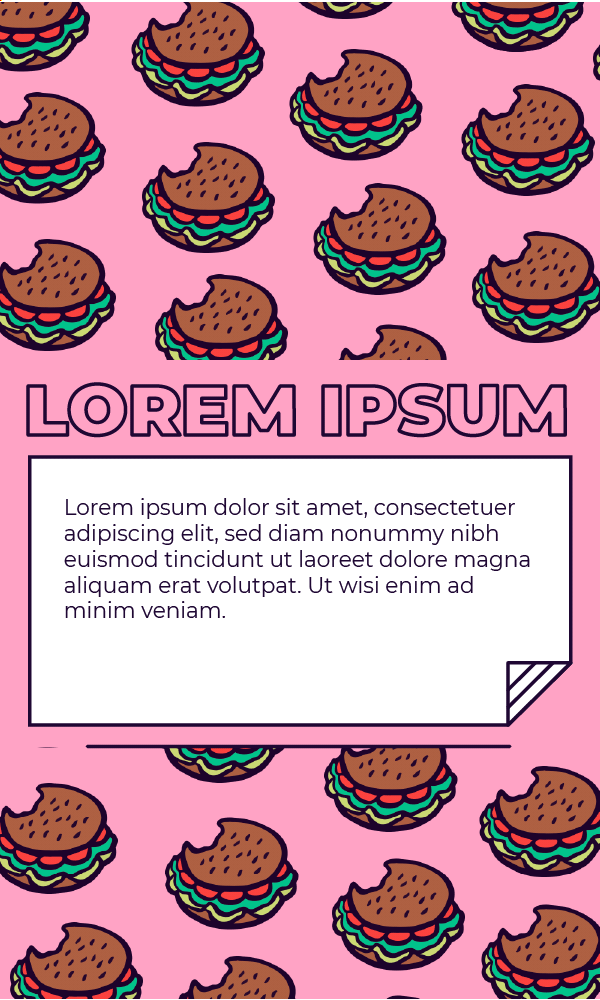 LOREM IPSUM
Lorem ipsum dolor sit amet, consectetuer
adipiscing elit, sed diam nonummy nibh
euismod tincidunt ut laoreet dolore magna
aliquam erat volutpat. Ut wisi enim ad
minim veniam.